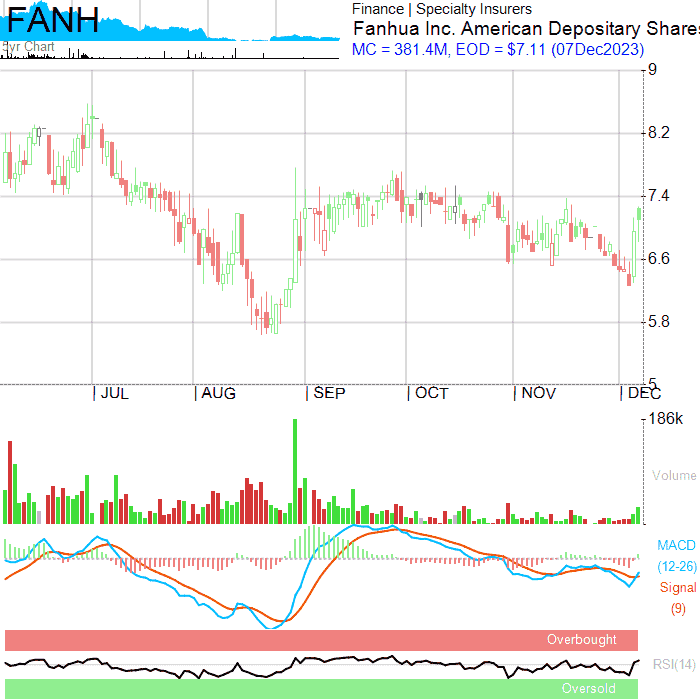 FANH
5yr Chart
Finance | Specialty Insurers
Fanhua Inc. American Depositary Shares
MC = 381.4M, EOD = $7.11 (07Dec2023)
9
8.2
7.4
6.6
5.8
5
JUL AUG SEP OCT NOV DEC
186k
Volume
MACD
(12-26)
Signal
(9)
Overbought
RSI(14)
Oversold